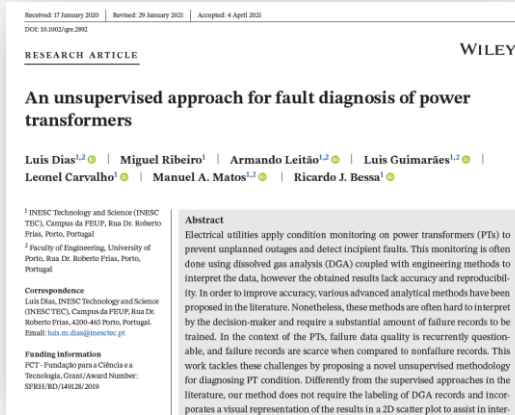 Received: 17 January 2020 | Revised: 29 January 2021 | Accepted: 4 April 2021
DOI: 10.1002/qre.2892
RESEARCH ARTICLE
WILEY
An unsupervised approach for fault diagnosis of power
transformers
Luis Dias1,2 | Miguel Ribeiro1 | Armando Leitão1,2 | Luis Guimarães1,2 |
Leonel Carvalho1 | Manuel A. Matos1,2 | Ricardo J. Bessa1
1 INESC Technology and Science (INESC
TEC), Campus da FEUP, Rua Dr. Roberto
Frias, Porto, Portugal
2 Faculty of Engineering, University of
Porto, Rua Dr. Roberto Frias, Porto,
Portugal
Correspondence
Luis Dias, INESC Technology and Science
(INESC TEC), Campus da FEUP, Rua Dr.
Roberto Frias, 4200-465 Porto, Portugal.
Email: luis.m.dias@inesctec.pt
Funding information
FCT - Fundação para a Ciência e a
Tecnologia, Grant/Award Number:
SFRH/BD/149128/2019
Abstract
Electrical utilities apply condition monitoring on power transformers (PTs) to
prevent unplanned outages and detect incipient faults. This monitoring is often
done using dissolved gas analysis (DGA) coupled with engineering methods to
interpret the data, however the obtained results lack accuracy and reproducibil-
ity. In order to improve accuracy, various advanced analytical methods have been
proposed in the literature. Nonetheless, these methods are often hard to interpret
by the decision-maker and require a substantial amount of failure records to be
trained. In the context of the PTs, failure data quality is recurrently question-
able, and failure records are scarce when compared to nonfailure records. This
work tackles these challenges by proposing a novel unsupervised methodology
for diagnosing PT condition. Differently from the supervised approaches in the
literature, our method does not require the labeling of DGA records and incor-
porates a visual representation of the results in a 2D scatter plot to assist in inter-